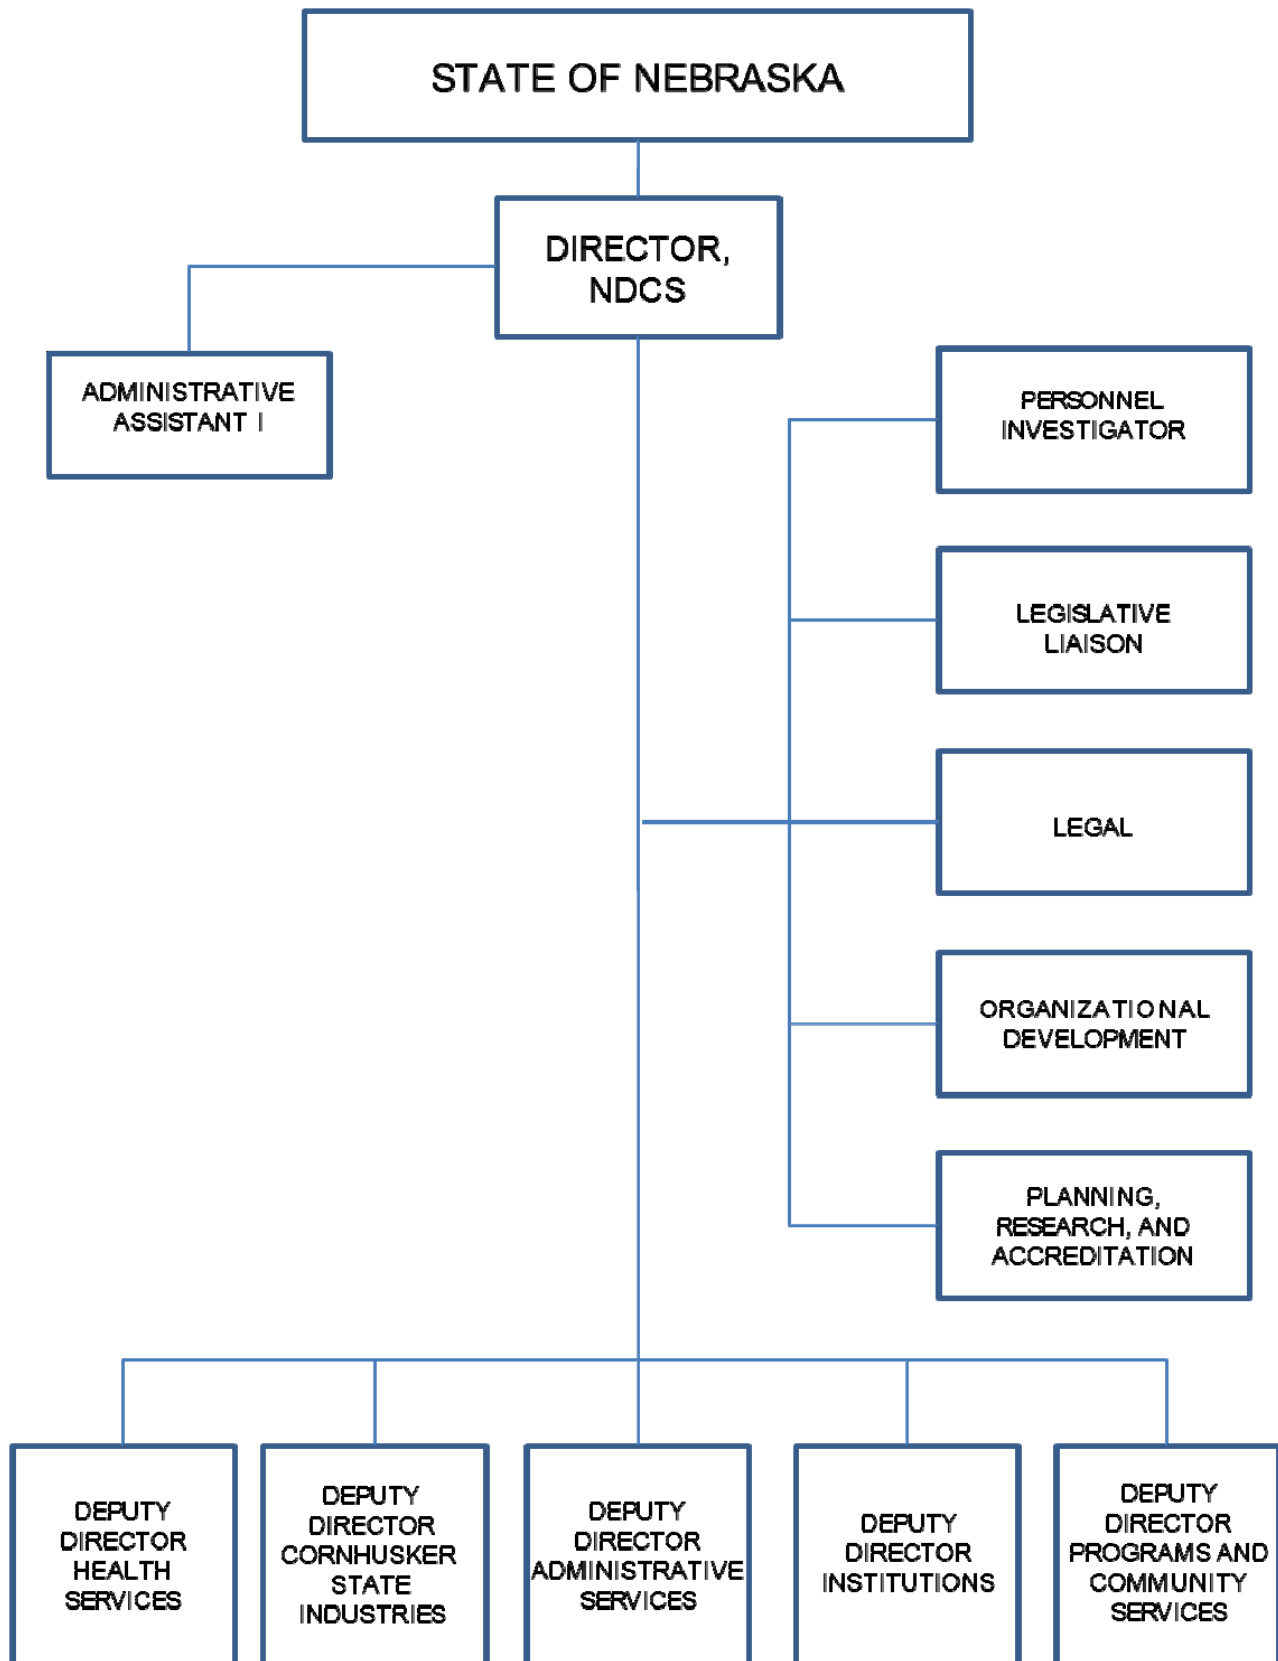 STATE OF NEBRASKA
DIRECTOR,
NDCS
ADMINISTRATIVE
ASSISTANT I
PERSONNEL
INVESTIGATOR
LEGISLATIVE
LIAISON
LEGAL
ORGANIZATIONAL
DEVELOPMENT
PLANNING,
RESEARCH, AND
ACCREDITATION
DEPUTY
DIRECTOR
HEALTH
SERVICES
DEPUTY
DIRECTOR
CORNHUSKER
STATE
INDUSTRIES
DEPUTY
DIRECTOR
ADMINISTRATIVE
SERVICES
DEPUTY
DIRECTOR
INSTITUTIONS
DEPUTY
DIRECTOR
PROGRAMS AND
COMMUNITY
SERVICES